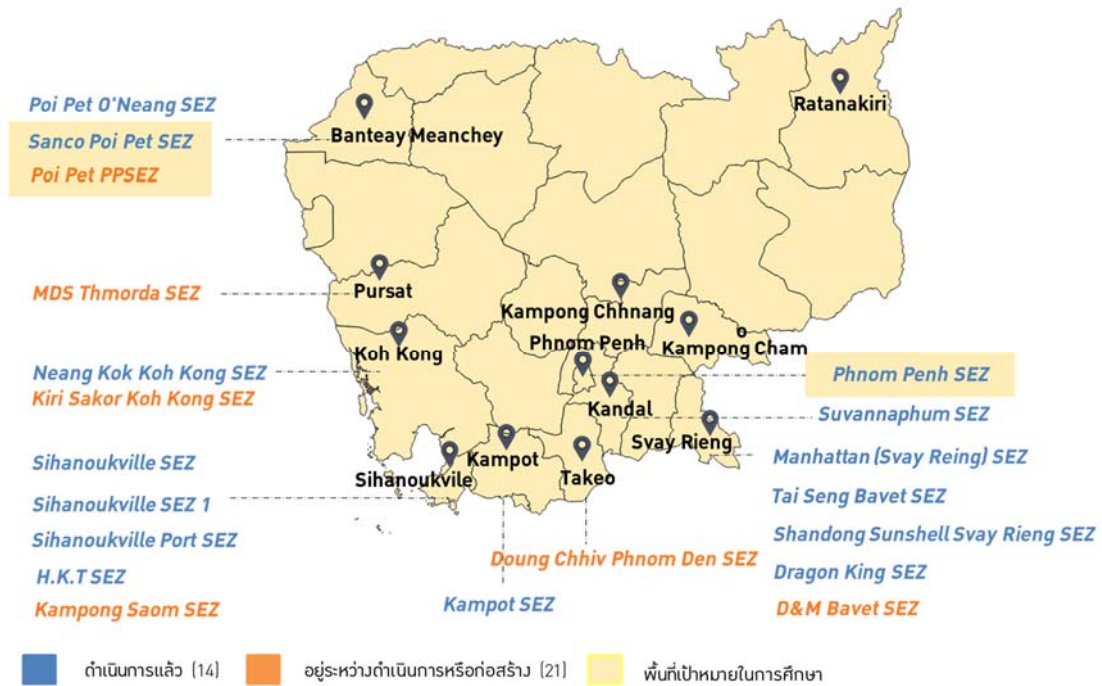 Poi Pet O'Neang SEZ
Sanco Poi Pet SEZ
Poi Pet PPSEZ
Banteay Meanchey
Ratanakiri
MDS Thmorda SEZ
Pursat
Kampong Chhnang
Phnom Penh
Kampong Cham
Koh Kong
Neang Kok Koh Kong SEZ
Kiri Sakor Koh Kong SEZ
Phnom Penh SEZ
Kandal
Suvannaphum SEZ
Svay Rieng
Sihanoukville SEZ
Sihanoukvile
Kampot
Takeo
Manhattan (Svay Reing) SEZ
Sihanoukville SEZ 1
Tai Seng Bavet SEZ
Sihanoukville Port SEZ
Shandong Sunshell Svay Rieng SEZ
Doung Chhiv Phnom Den SEZ
H.K.T SEZ
Dragon King SEZ
Kampong Saom SEZ
Kampot SEZ
D&M Bavet SEZ
ดำเนินการแล้ว (14)
อยู่ระหว่างดำเนินการหรือก่อสร้าง (21)
พื้นที่เป้าหมายในการศึกษา